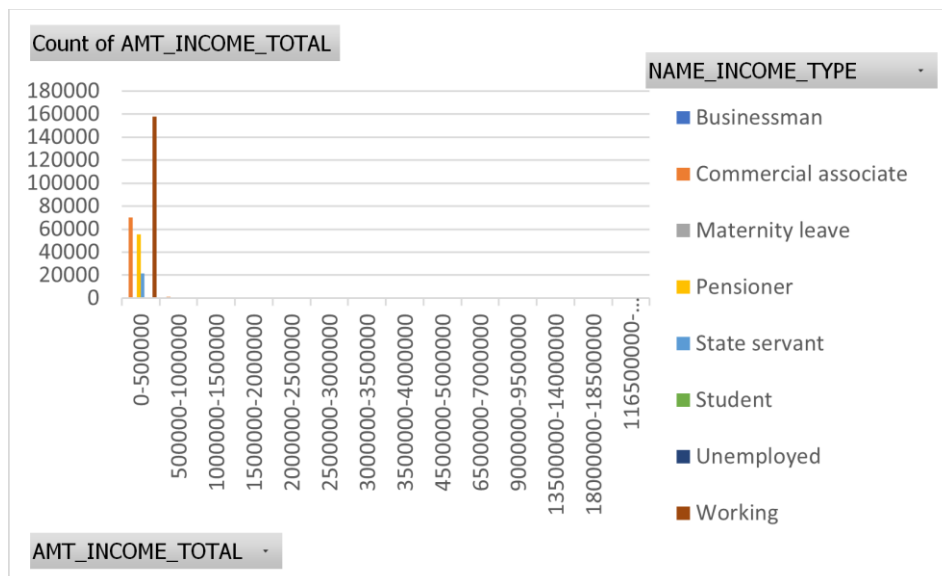 Count of AMT_INCOME_TOTAL
NAME_INCOME_TYPE
180000
160000
140000
120000
100000
80000
60000
40000
20000
0
0-500000
500000-1000000
1000000-1500000
1500000-2000000
2000000-2500000
2500000-3000000
3000000-3500000
3500000-4000000
4500000-5000000
6500000-7000000
9000000-9500000
13500000-14000000
18000000-18500000
116500000-...
Businessman
Commercial associate
Maternity leave
Pensioner
State servant
Student
Unemployed
Working
AMT_INCOME_TOTAL